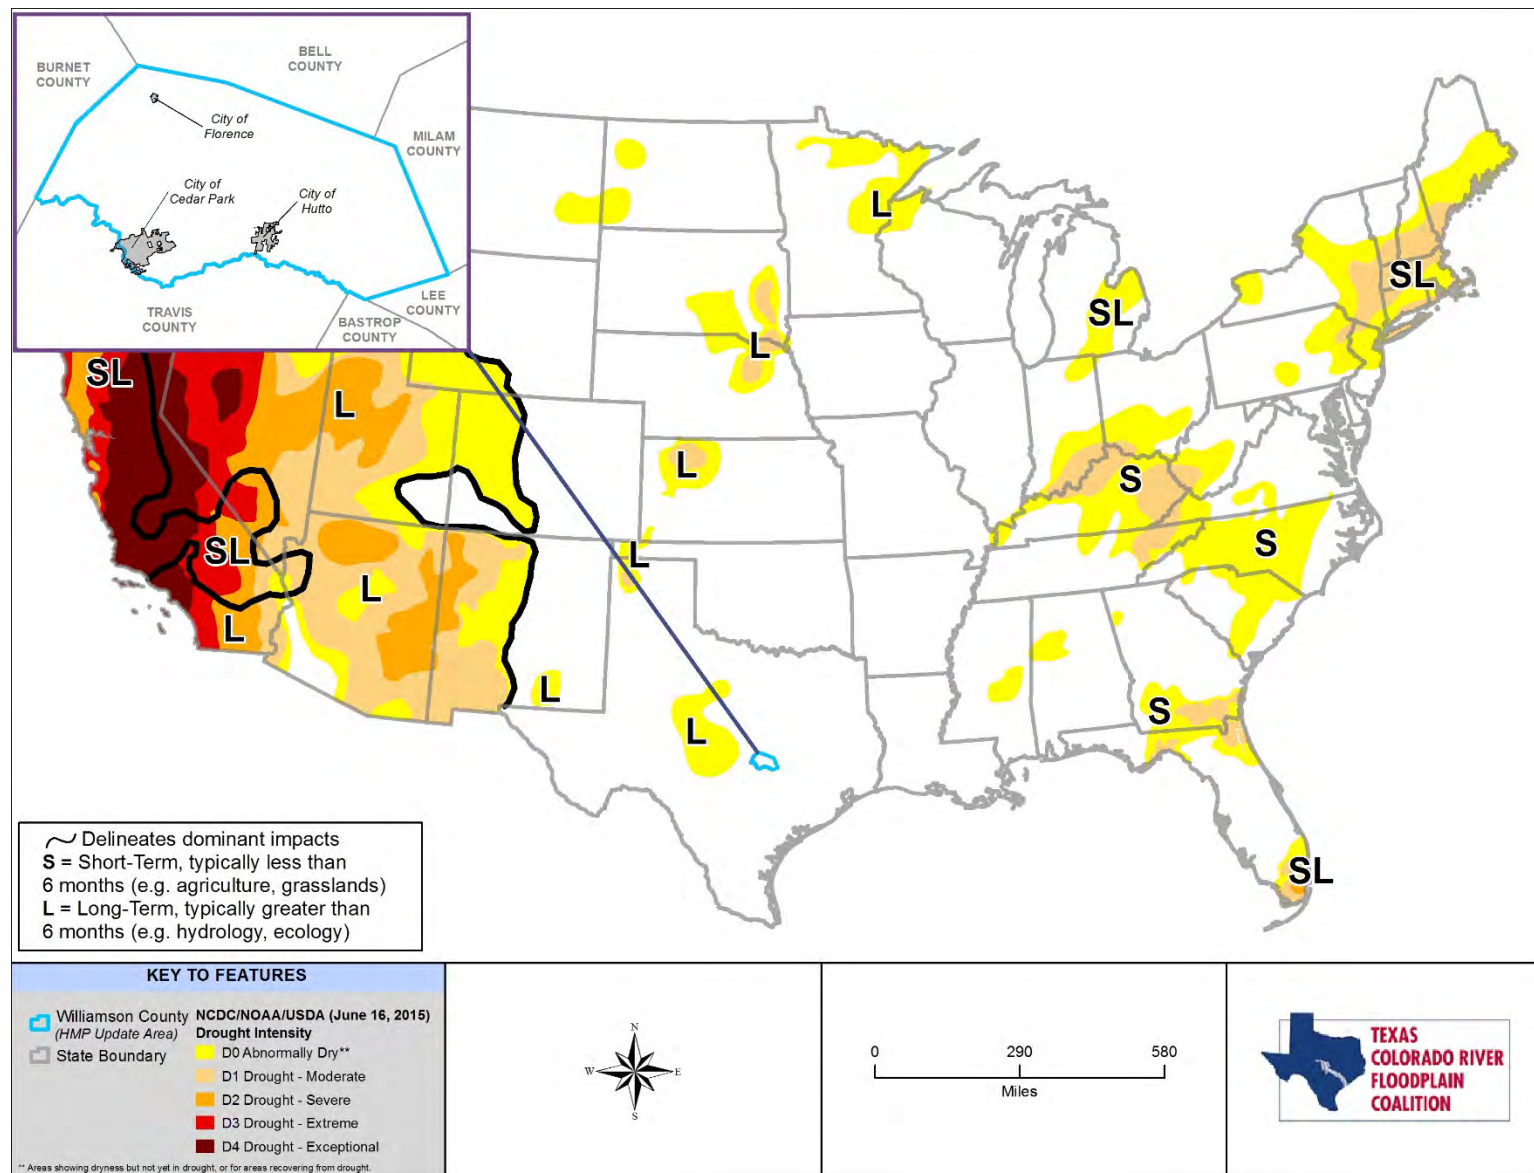 BURNET
COUNTY
BELL
COUNTY
City of
Florence
MILAM
COUNTY
City of
Cedar Park
City of
Hutto
TRAVIS
COUNTY
LEE
COUNTY
BASTROP
COUNTY
L
SL
SL
L
SL
L
L
S
SL
S
L
L
L
L
L
S
SL
Delineates dominant impacts
S = Short-Term, typically less than
6 months (e.g. agriculture, grasslands)
L = Long-Term, typically greater than
6 months (e.g. hydrology, ecology)
KEY TO FEATURES
Williamson County
(HMP Update Area)
State Boundary
NCDC/NOAA/USDA (June 16, 2015)
Drought Intensity
D0 Abnormally Dry**
D1 Drought - Moderate
D2 Drought - Severe
D3 Drought - Extreme
D4 Drought - Exceptional
** Areas showing dryness but not yet in drought, or for areas recovering from drought.
N
W E
S
0 290 580
Miles
TEXAS
COLORADO RIVER
FLOODPLAIN
COALITION